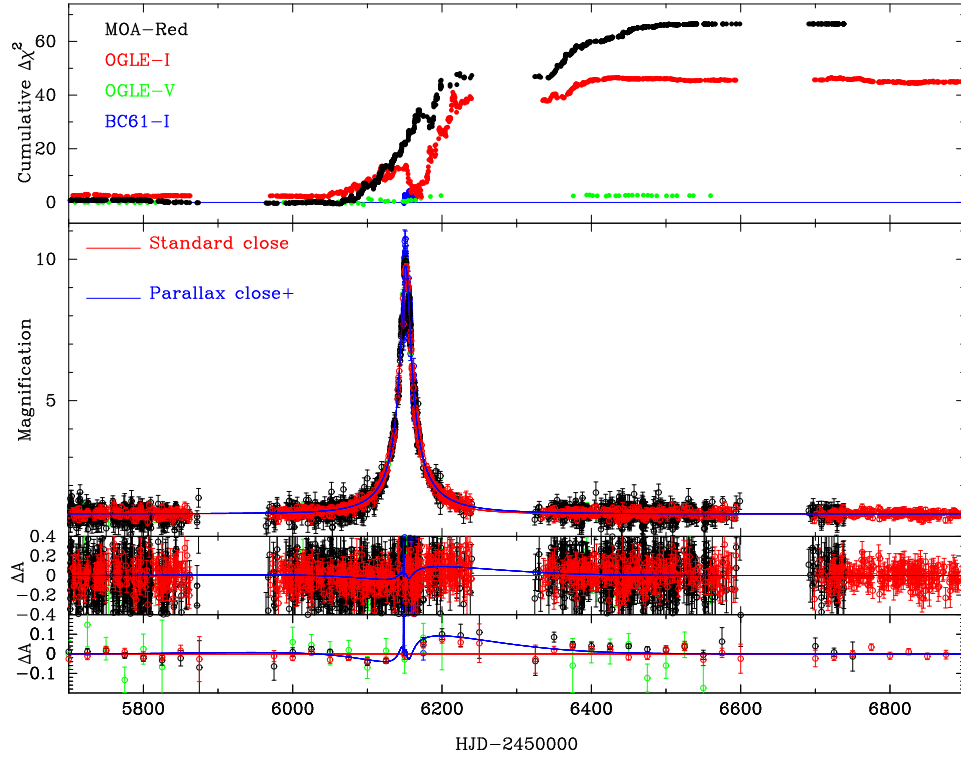 Cumulative Δχ²
60
40
20
0
MOA-Red
OGLE-I
OGLE-V
BC61-I
Magnification
10
5
Standard close
Parallax close+
ΔA
0.4
0.2
0
-0.2
-0.4
ΔA
0.1
0
-0.1
5800 6000 6200 6400 6600 6800
HJD-2450000